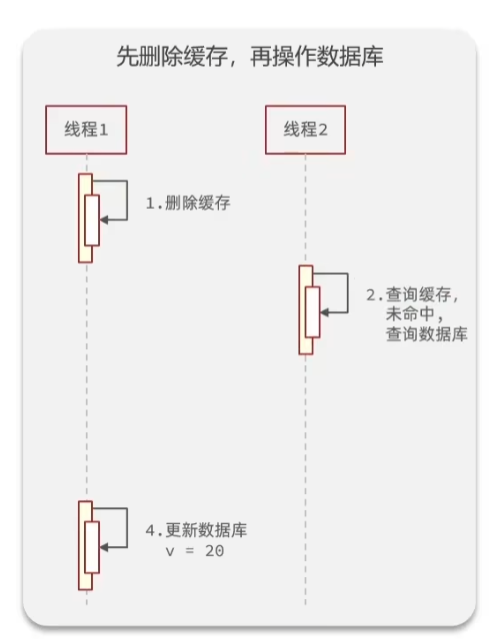 先删除缓存，再操作数据库
线程1
线程2
1.删除缓存
2.查询缓存，
未命中，
查询数据库
4.更新数据库
v = 20